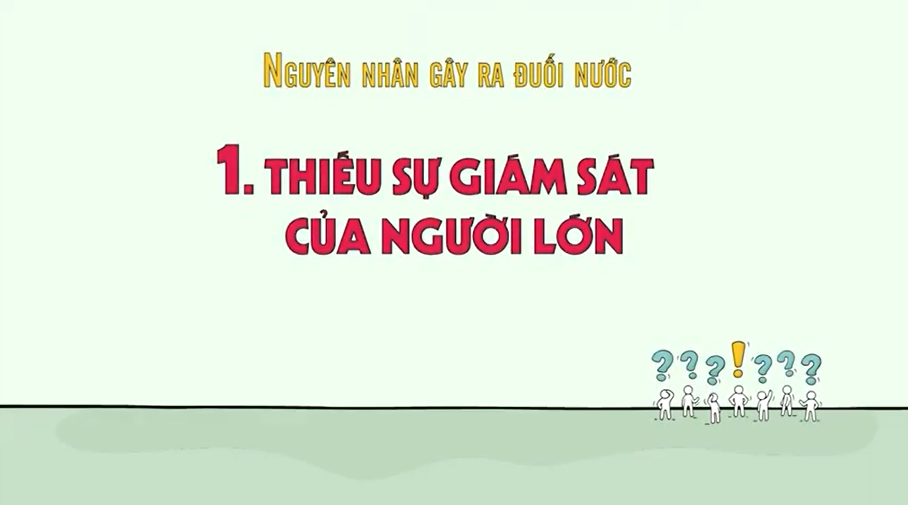 NGUYÊN NHÂN GÂY RA ĐUỐI NƯỚC
1. THIẾU SỰ GIÁM SÁT
CỦA NGƯỜI LỚN
???!???